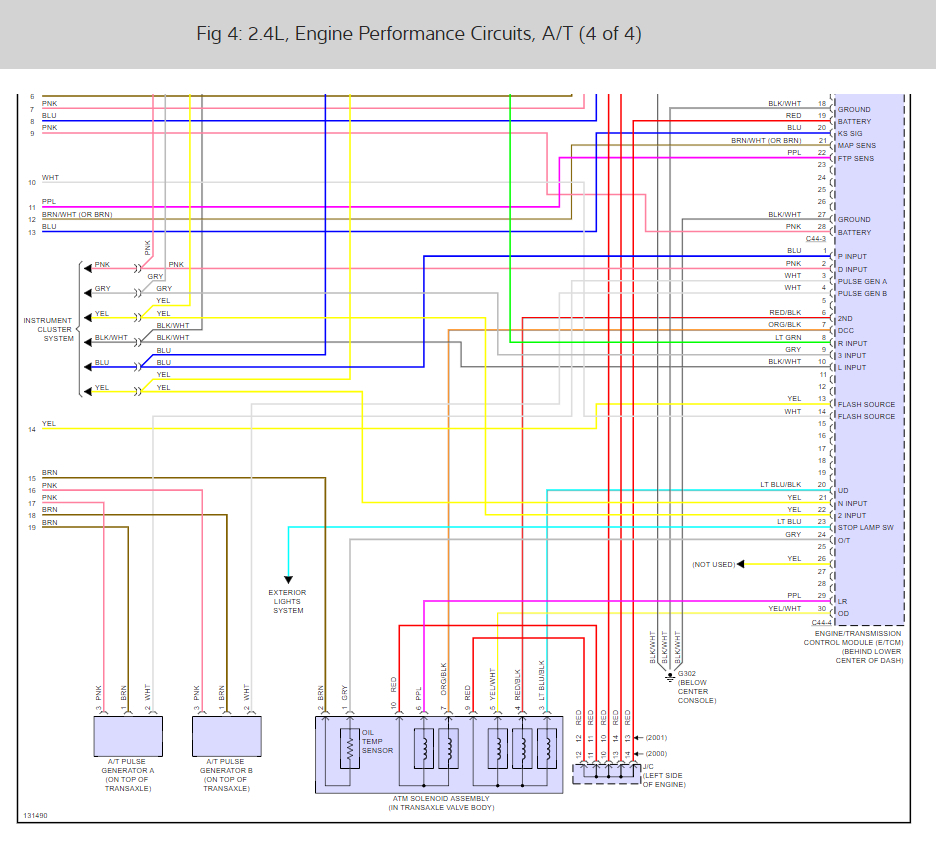 Fig 4: 2.4L, Engine Performance Circuits, A/T (4 of 4)
6
7 PNK
8 BLU
9 PNK
10 WHT
11 PPL
12 BRN/WHT (OR BRN)
13 BLU
PNK
PNK PNK
GRY
GRY GRY
YEL
YEL YEL
BLK/WHT
BLK/WHT BLK/WHT
BLU
BLU BLU
YEL
YEL YEL
INSTRUMENT
CLUSTER
SYSTEM
14 YEL
15 BRN
16 PNK
17 PNK
18 BRN
19 BRN
BLK/WHT 18 GROUND
RED 19 BATTERY
BLU 20 KS SIG
BRN/WHT (OR BRN) 21 MAP SENS
PPL 22 FTP SENS
23
24
25
26
BLK/WHT 27 GROUND
PNK 28 BATTERY
C44-3
BLU 1 P INPUT
PNK 2 D INPUT
WHT 3 PULSE GEN A
WHT 4 PULSE GEN B
5
RED/BLK 6 2ND
ORG/BLK 7 DCC
LT GRN 8 R INPUT
GRY 9 3 INPUT
BLK/WHT 10 L INPUT
11
12
YEL 13 FLASH SOURCE
WHT 14 FLASH SOURCE
15
16
17
18
19
LT BLU/BLK 20 UD
YEL 21 N INPUT
YEL 22 2 INPUT
LT BLU 23 STOP LAMP SW
GRY 24 O/T
25
(NOT USED) YEL 26
27
28
PPL 29 LR
YEL/WHT 30 OD
C44-4
ENGINE/TRANSMISSION
CONTROL MODULE (E/TCM)
(BEHIND LOWER
CENTER OF DASH)
EXTERIOR
LIGHTS
SYSTEM
BLK/WHT
BLK/WHT
BLK/WHT
G302
(BELOW
CENTER
CONSOLE)
3 PNK
1 BRN
2 WHT
3 PNK
1 BRN
2 WHT
2 BRN
1 GRY
10 RED
6 PPL
7 ORG/BLK
9 RED
5 YEL/WHT
4 RED/BLK
3 LT BLU/BLK
RED RED RED RED RED
12 11 10 14 13 (2001)
12 11 10 13 14 (2000)
J/C
(LEFT SIDE
OF ENGINE)
OIL
TEMP
SENSOR
A/T PULSE
GENERATOR A
(ON TOP OF
TRANSAXLE)
A/T PULSE
GENERATOR B
(ON TOP OF
TRANSAXLE)
ATM SOLENOID ASSEMBLY
(IN TRANSAXLE VALVE BODY)
131490